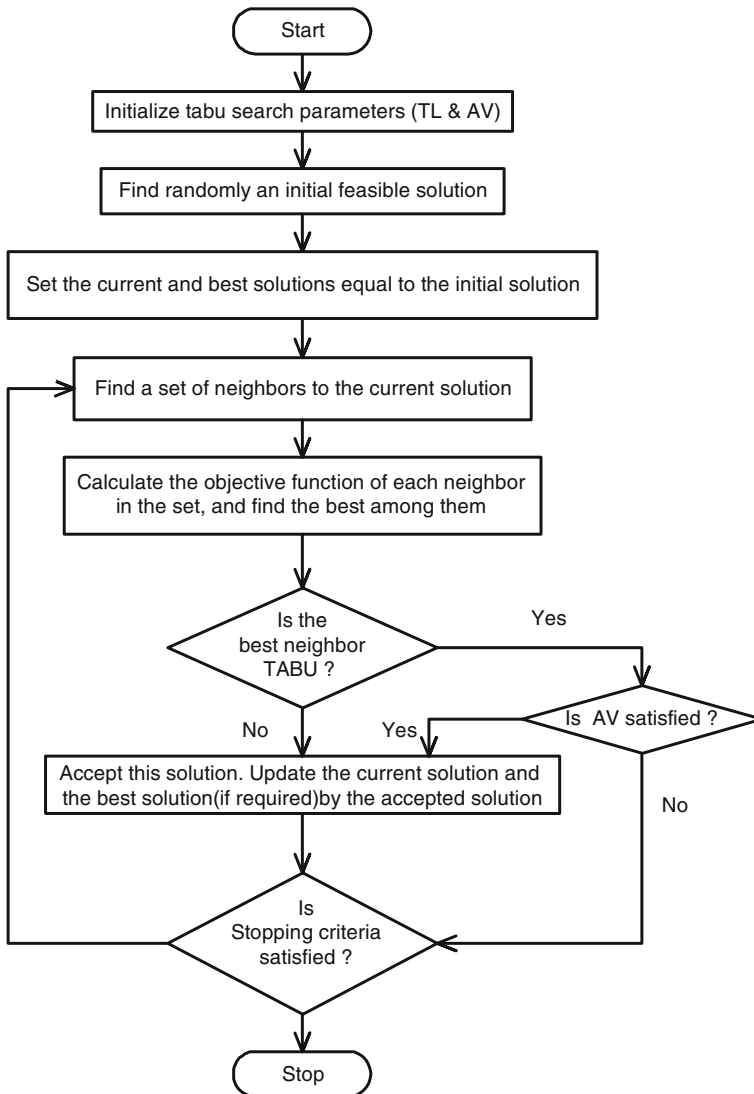 Start
Initialize tabu search parameters (TL & AV)
Find randomly an initial feasible solution
Set the current and best solutions equal to the initial solution
Find a set of neighbors to the current solution
Calculate the objective function of each neighbor
in the set, and find the best among them
Is the
best neighbor
TABU ?
Yes
Is AV satisfied ?
No
Yes
Accept this solution. Update the current solution and
the best solution(if required)by the accepted solution
No
Is
Stopping criteria
satisfied ?
Stop